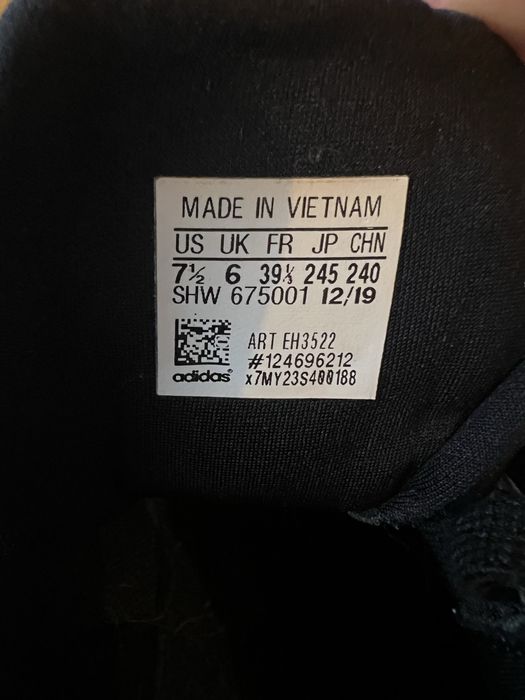 MADE IN VIETNAM
US UK FR JP CHN
7½ 6 39⅓ 245 240
SHW 675001 12/19
ART EH3522
#124696212
adidas® x7MY23S400188